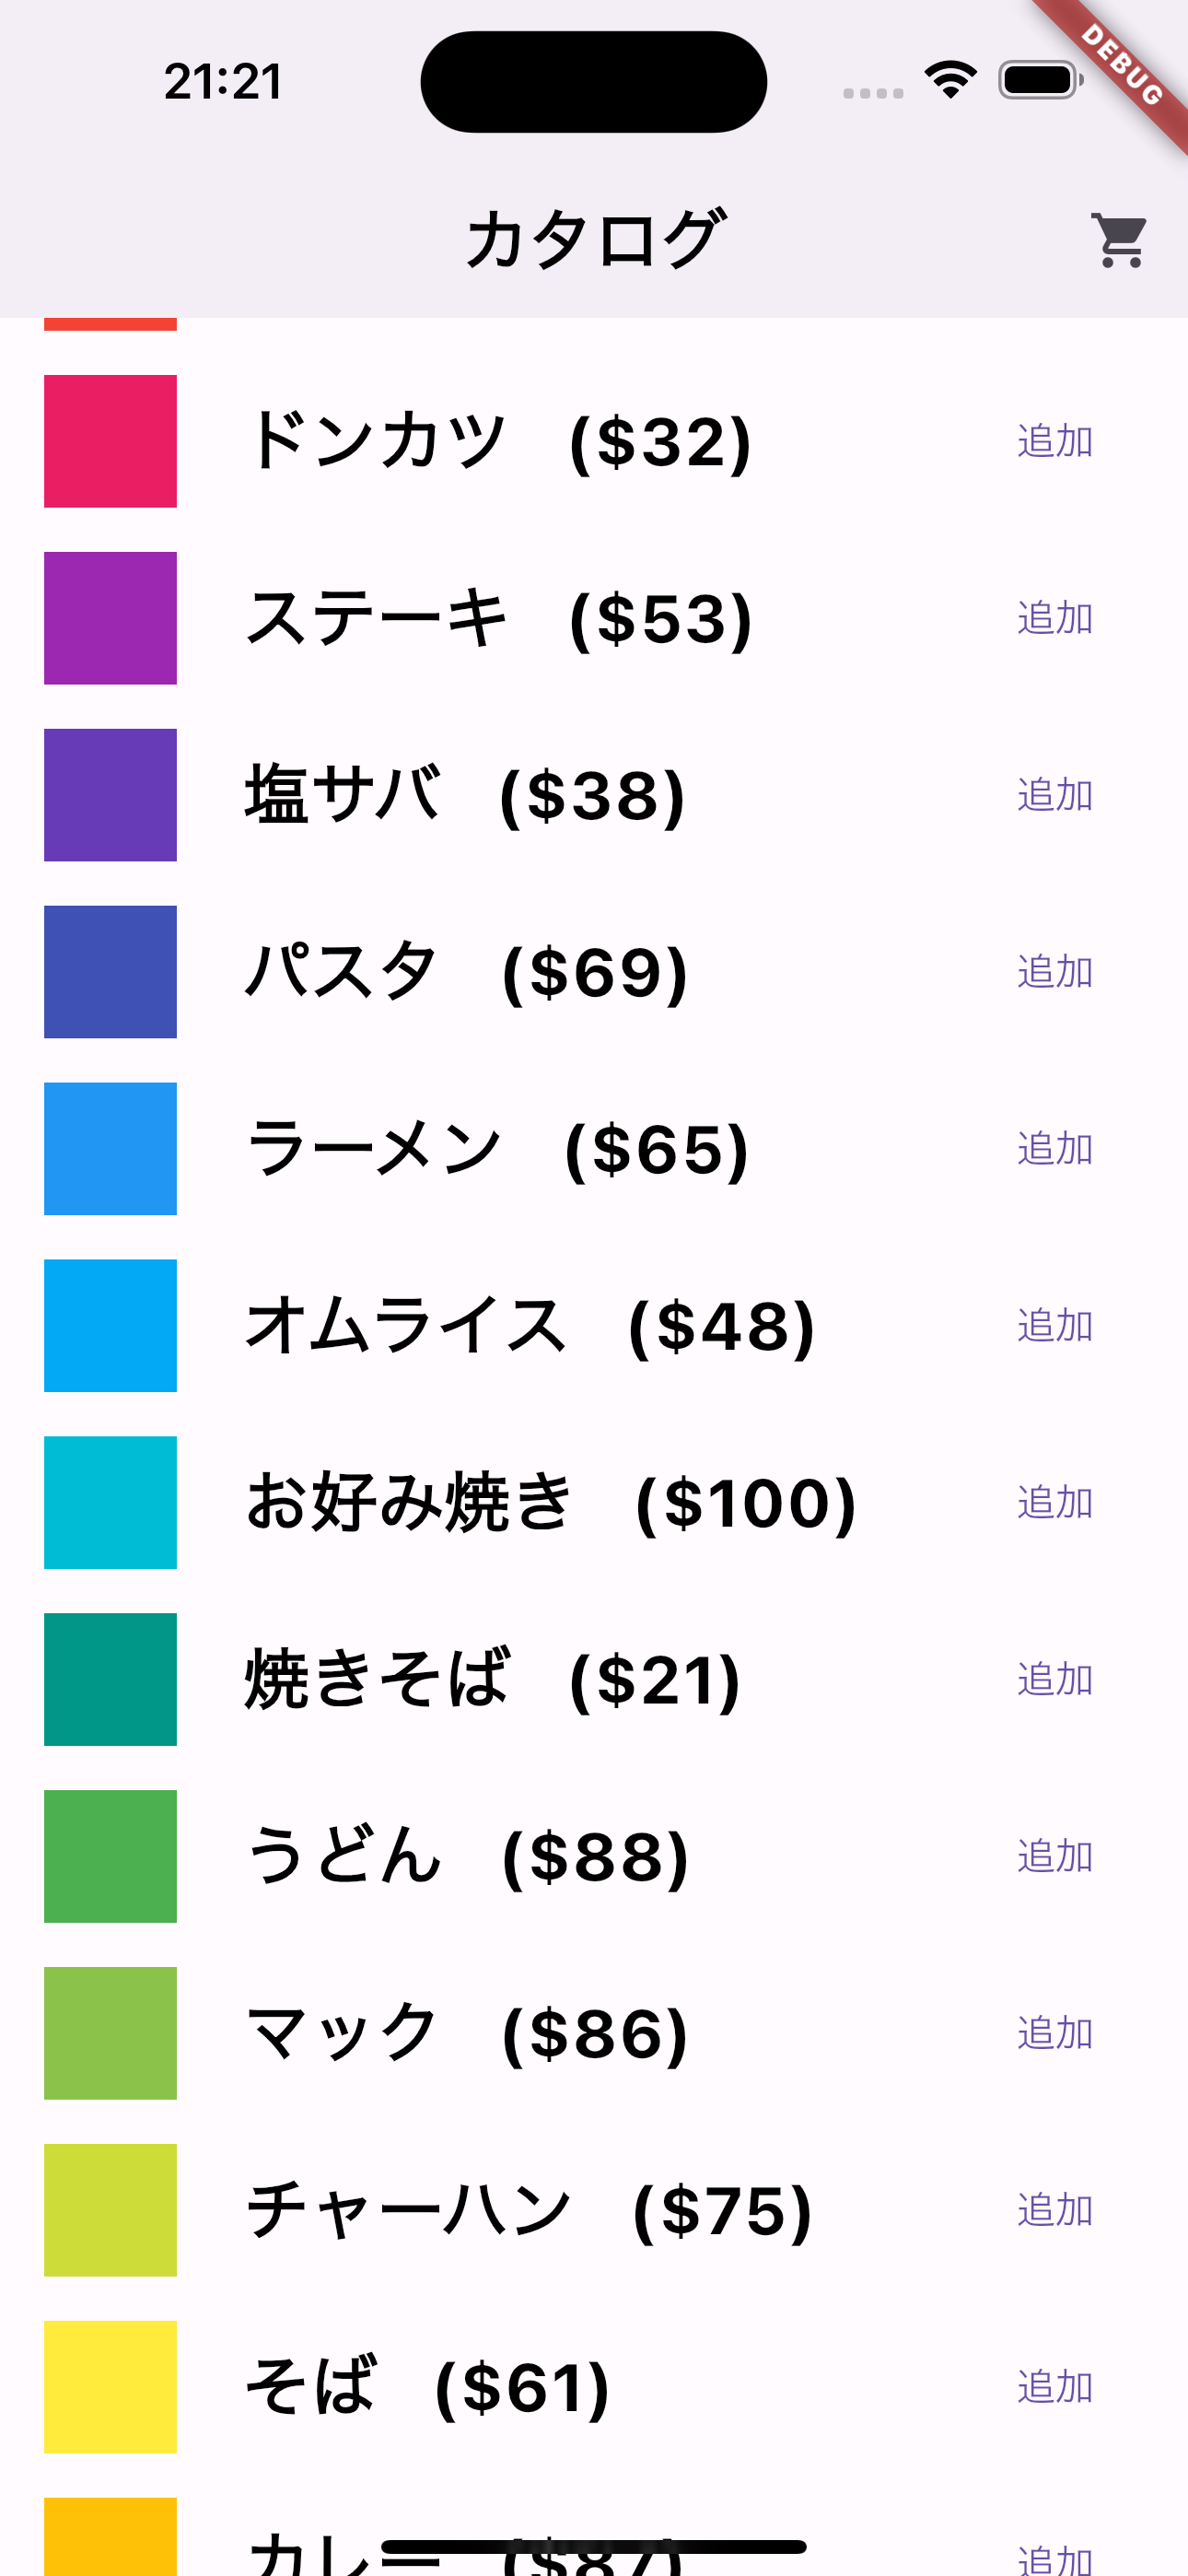 21:21
DEBUG
カタログ
ドンカツ ($32) 追加
ステーキ ($53) 追加
塩サバ ($38) 追加
パスタ ($69) 追加
ラーメン ($65) 追加
オムライス ($48) 追加
お好み焼き ($100) 追加
焼きそば ($21) 追加
うどん ($88) 追加
マック ($86) 追加
チャーハン ($75) 追加
そば ($61) 追加
カレー ($87) 追加